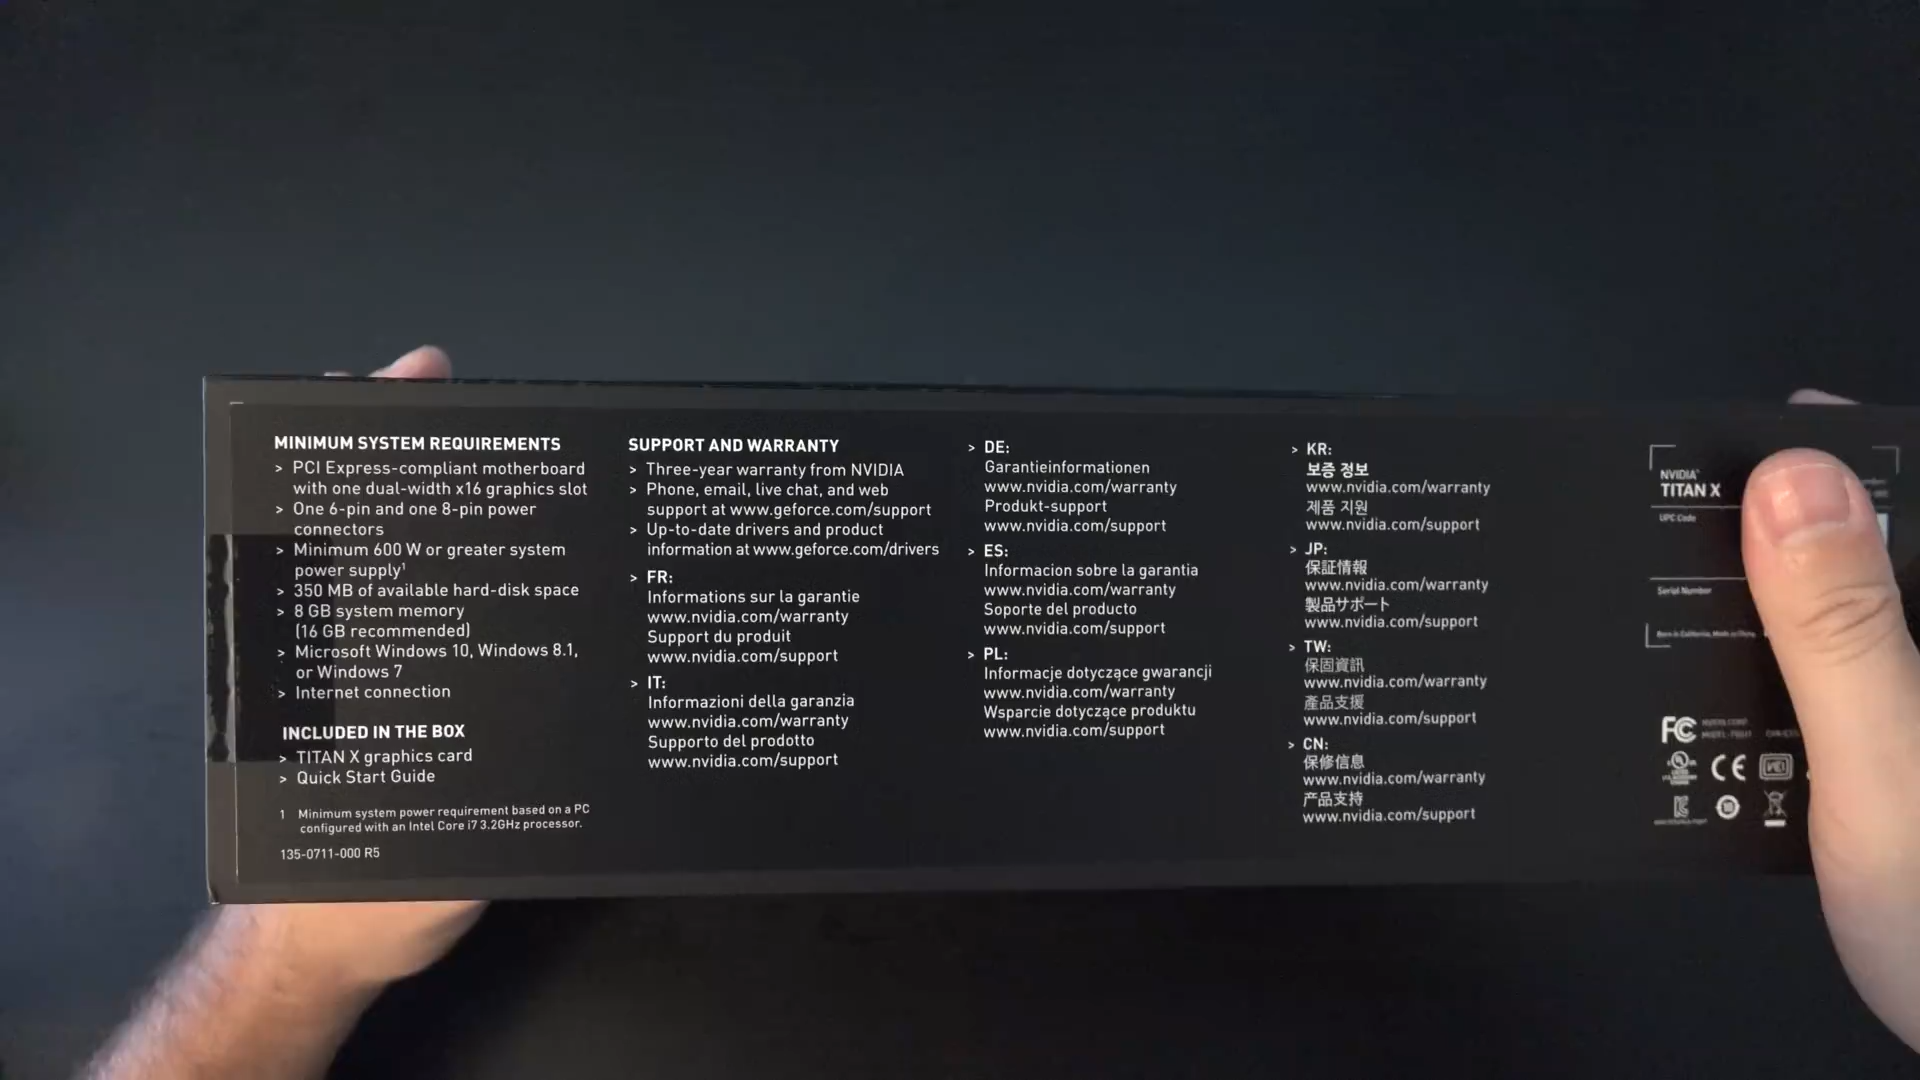 MINIMUM SYSTEM REQUIREMENTS
> PCI Express-compliant motherboard
with one dual-width x16 graphics slot
> One 6-pin and one 8-pin power
connectors
> Minimum 600 W or greater system
power supply¹
> 350 MB of available hard-disk space
> 8 GB system memory
(16 GB recommended)
> Microsoft Windows 10, Windows 8.1,
or Windows 7
> Internet connection
INCLUDED IN THE BOX
> TITAN X graphics card
> Quick Start Guide
1 Minimum system power requirement based on a PC
configured with an Intel Core i7 3.2GHz processor.
135-0711-000 R5
SUPPORT AND WARRANTY
> Three-year warranty from NVIDIA
> Phone, email, live chat, and web
support at www.geforce.com/support
> Up-to-date drivers and product
information at www.geforce.com/drivers
> FR:
Informations sur la garantie
www.nvidia.com/warranty
Support du produit
www.nvidia.com/support
> IT:
Informazioni della garanzia
www.nvidia.com/warranty
Supporto del prodotto
www.nvidia.com/support
> DE:
Garantieinformationen
www.nvidia.com/warranty
Produkt-support
www.nvidia.com/support
> ES:
Informacion sobre la garantia
www.nvidia.com/warranty
Soporte del producto
www.nvidia.com/support
> PL:
Informacje dotyczące gwarancji
www.nvidia.com/warranty
Wsparcie dotyczące produktu
www.nvidia.com/support
> KR:
보증 정보
www.nvidia.com/warranty
제품 지원
www.nvidia.com/support
> JP:
保証情報
www.nvidia.com/warranty
製品サポート
www.nvidia.com/support
> TW:
保固資訊
www.nvidia.com/warranty
產品支援
www.nvidia.com/support
> CN:
保修信息
www.nvidia.com/warranty
产品支持
www.nvidia.com/support
NVIDIA
TITAN X
UPC Code
Serial Number
Born in California, Made in China
FC
CE